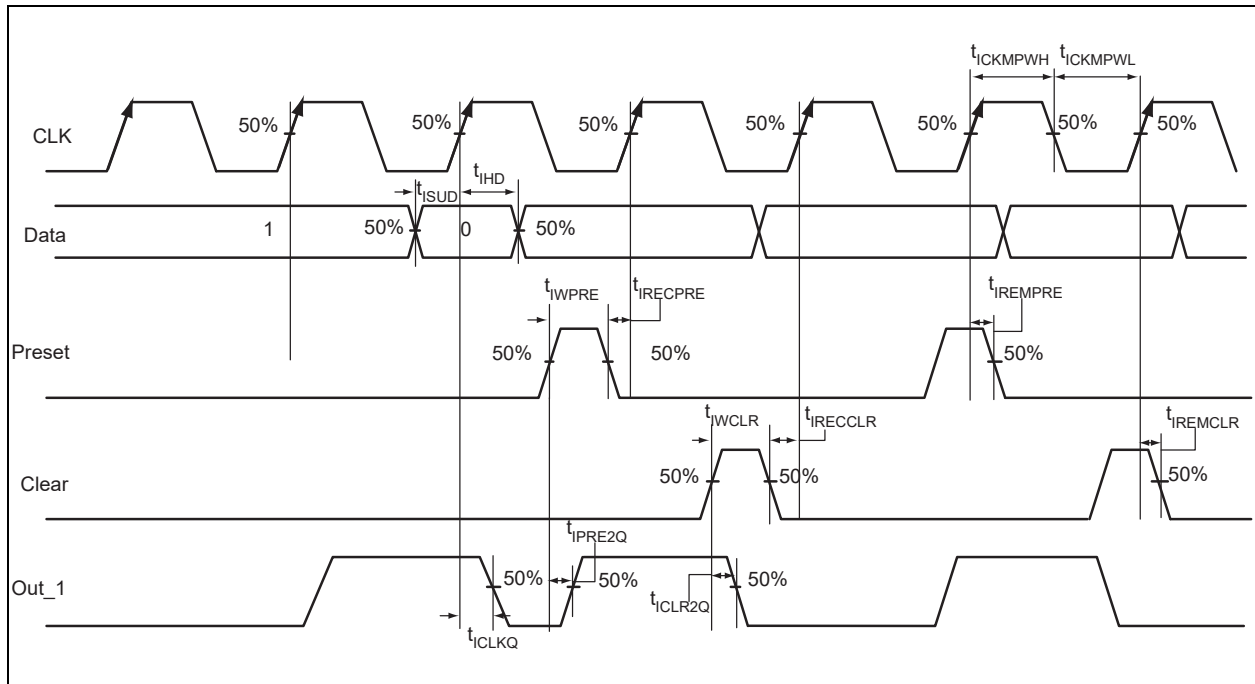 tICKMPWH tICKMPWL
CLK 50% 50% 50% 50% 50% 50% 50%
tISUD tIHD
Data 1 50% 0 50%
tIWPRE tIRECPRE tIREMPRE
Preset 50% 50% 50%
tIWCLR tIRECCLR tIREMCLR
Clear 50% 50% 50%
tIPRE2Q
Out_1 50% 50% 50%
tICLR2Q
tICLKQ